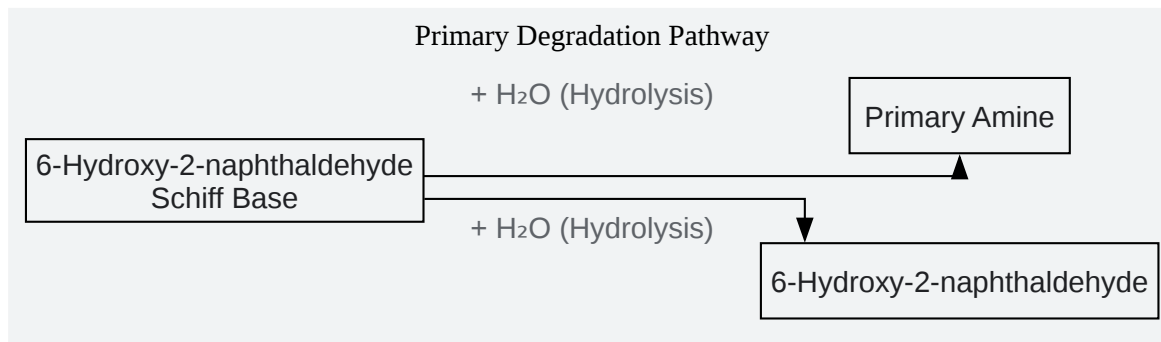 Primary Degradation Pathway
+ H₂O (Hydrolysis)
Primary Amine
6-Hydroxy-2-naphthaldehyde
Schiff Base
+ H₂O (Hydrolysis)
6-Hydroxy-2-naphthaldehyde